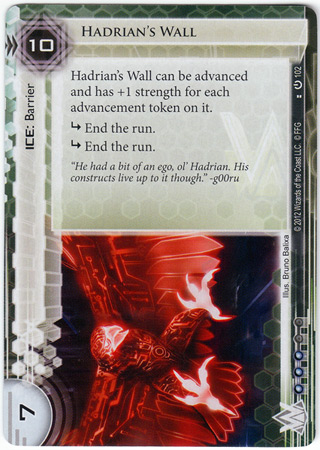 HADRIAN'S WALL
10
ICE: Barrier
Hadrian's Wall can be advanced
and has +1 strength for each
advancement token on it.
↳ End the run.
↳ End the run.
"He had a bit of an ego, ol' Hadrian. His
constructs live up to it though." -g00ru
102
© 2012 Wizards of the Coast LLC. © FFG
Illus. Bruno Balixa
7